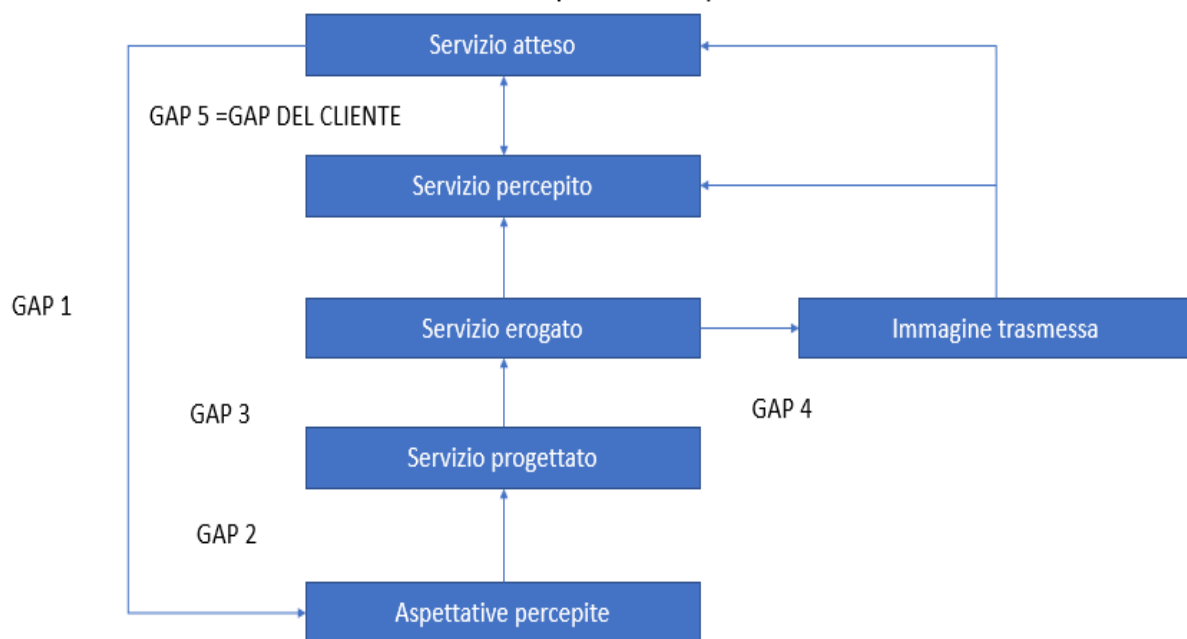 Servizio atteso
GAP 5 =GAP DEL CLIENTE
Servizio percepito
GAP 1
Servizio erogato
Immagine trasmessa
GAP 3
GAP 4
Servizio progettato
GAP 2
Aspettative percepite